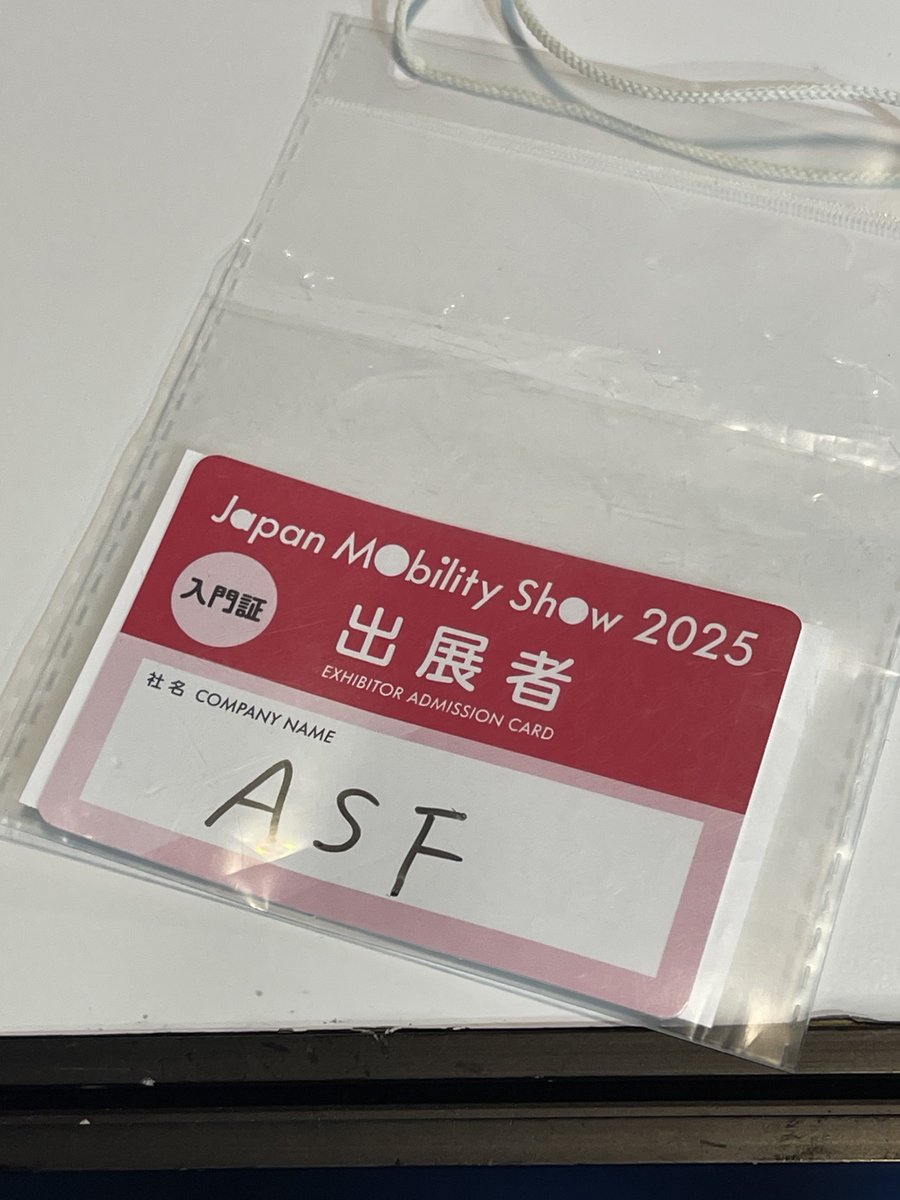 Japan Mobility Show 2025
入門証
出展者
EXHIBITOR ADMISSION CARD
社名 COMPANY NAME
ASF